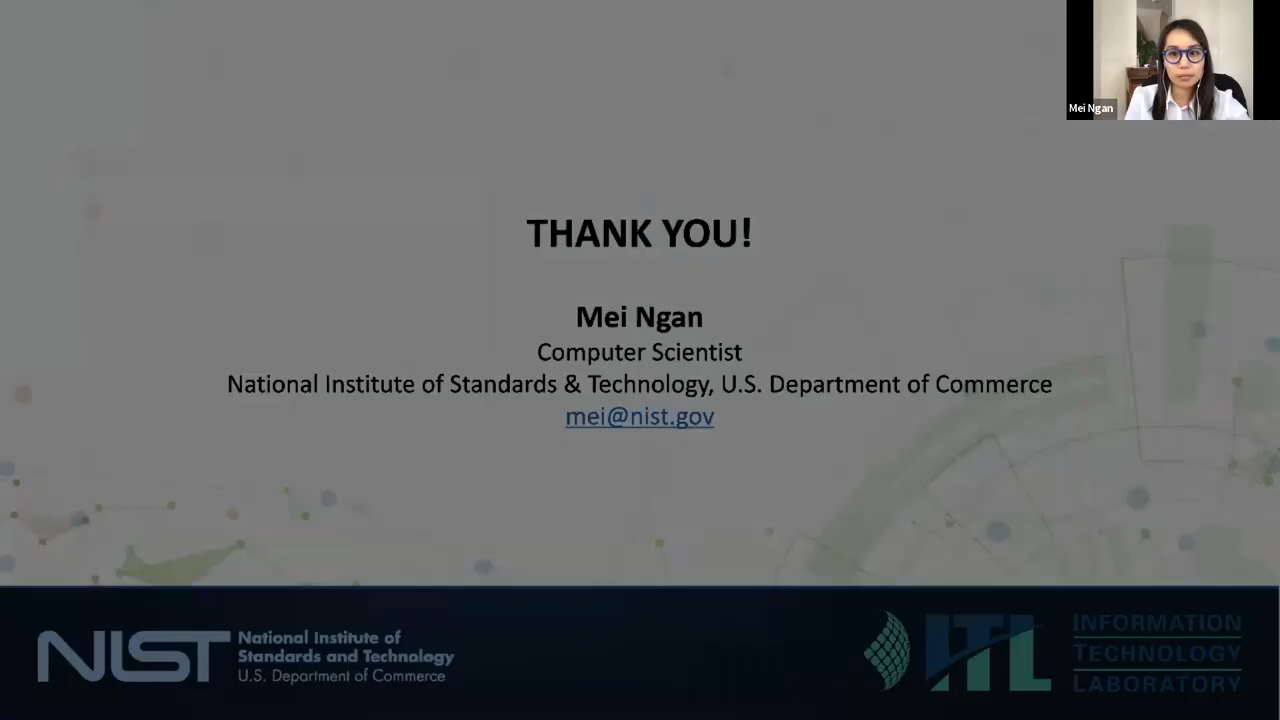 Mei Ngan
THANK YOU!
Mei Ngan
Computer Scientist
National Institute of Standards & Technology, U.S. Department of Commerce
mei@nist.gov
NIST
National Institute of
Standards and Technology
U.S. Department of Commerce
ITL
INFORMATION
TECHNOLOGY
LABORATORY